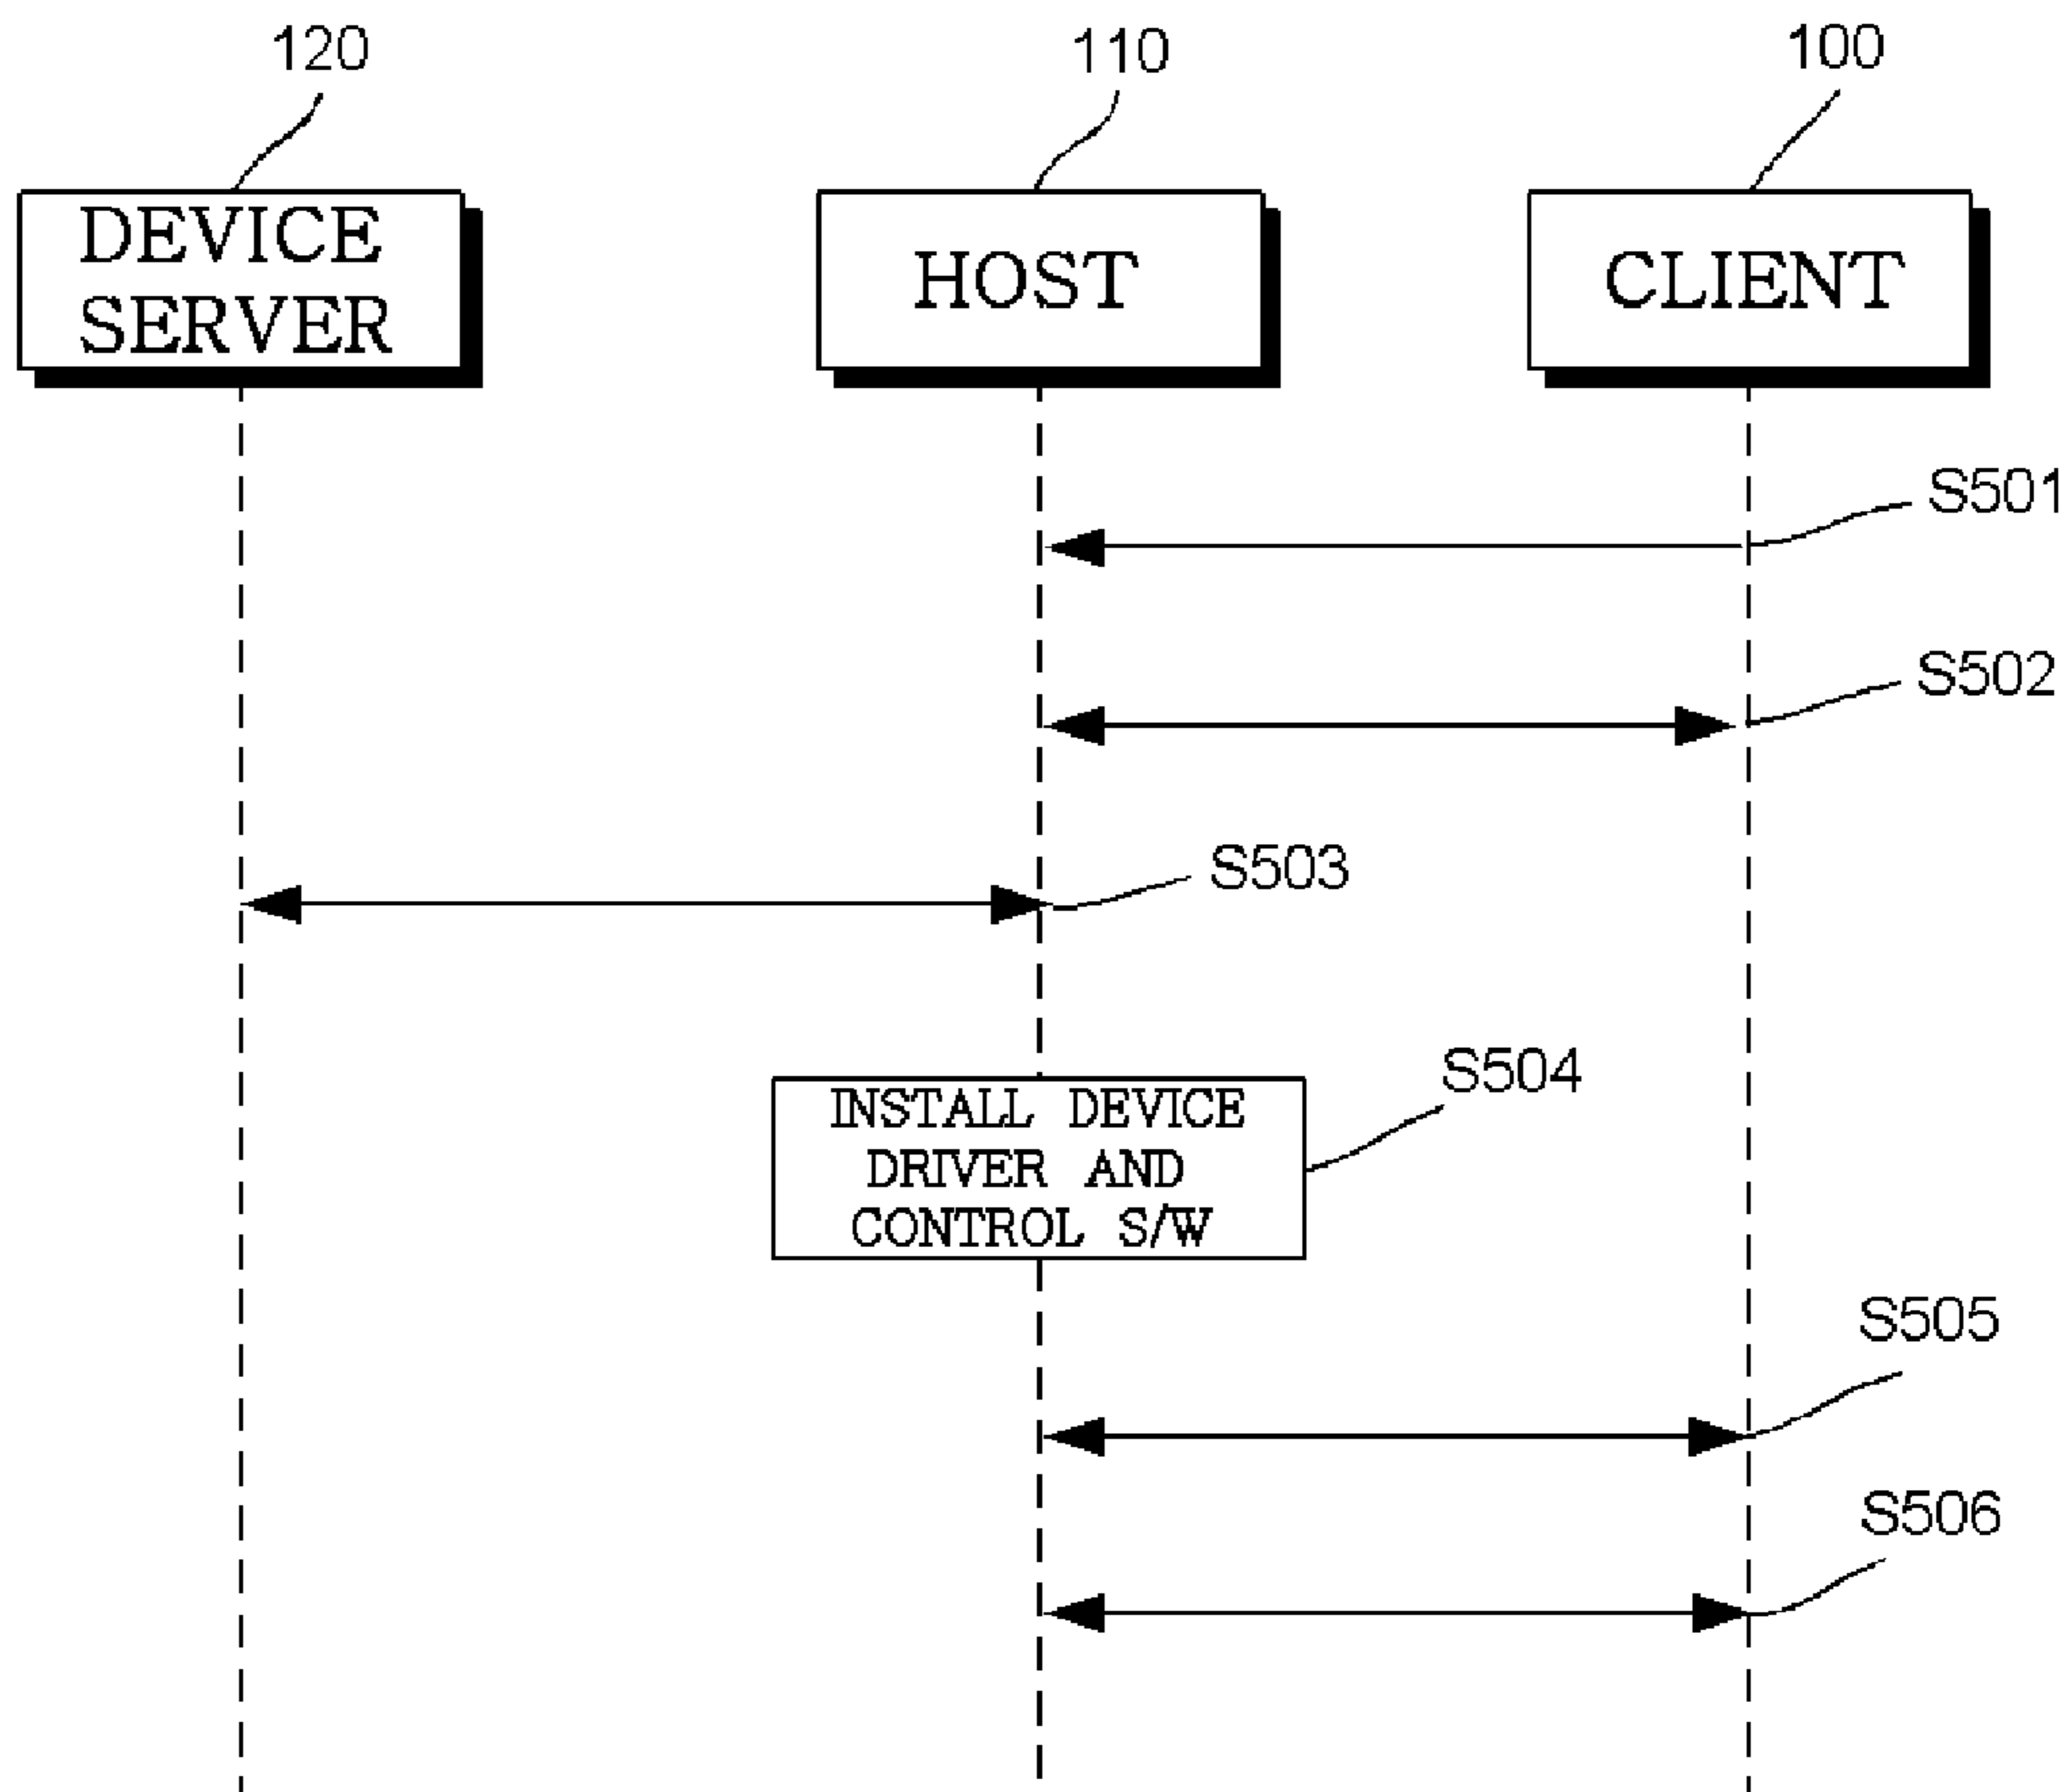 120
110
100
DEVICE
SERVER
HOST
CLIENT
S501
S502
S503
S504
INSTALL DEVICE
DRIVER AND
CONTROL S/W
S505
S506